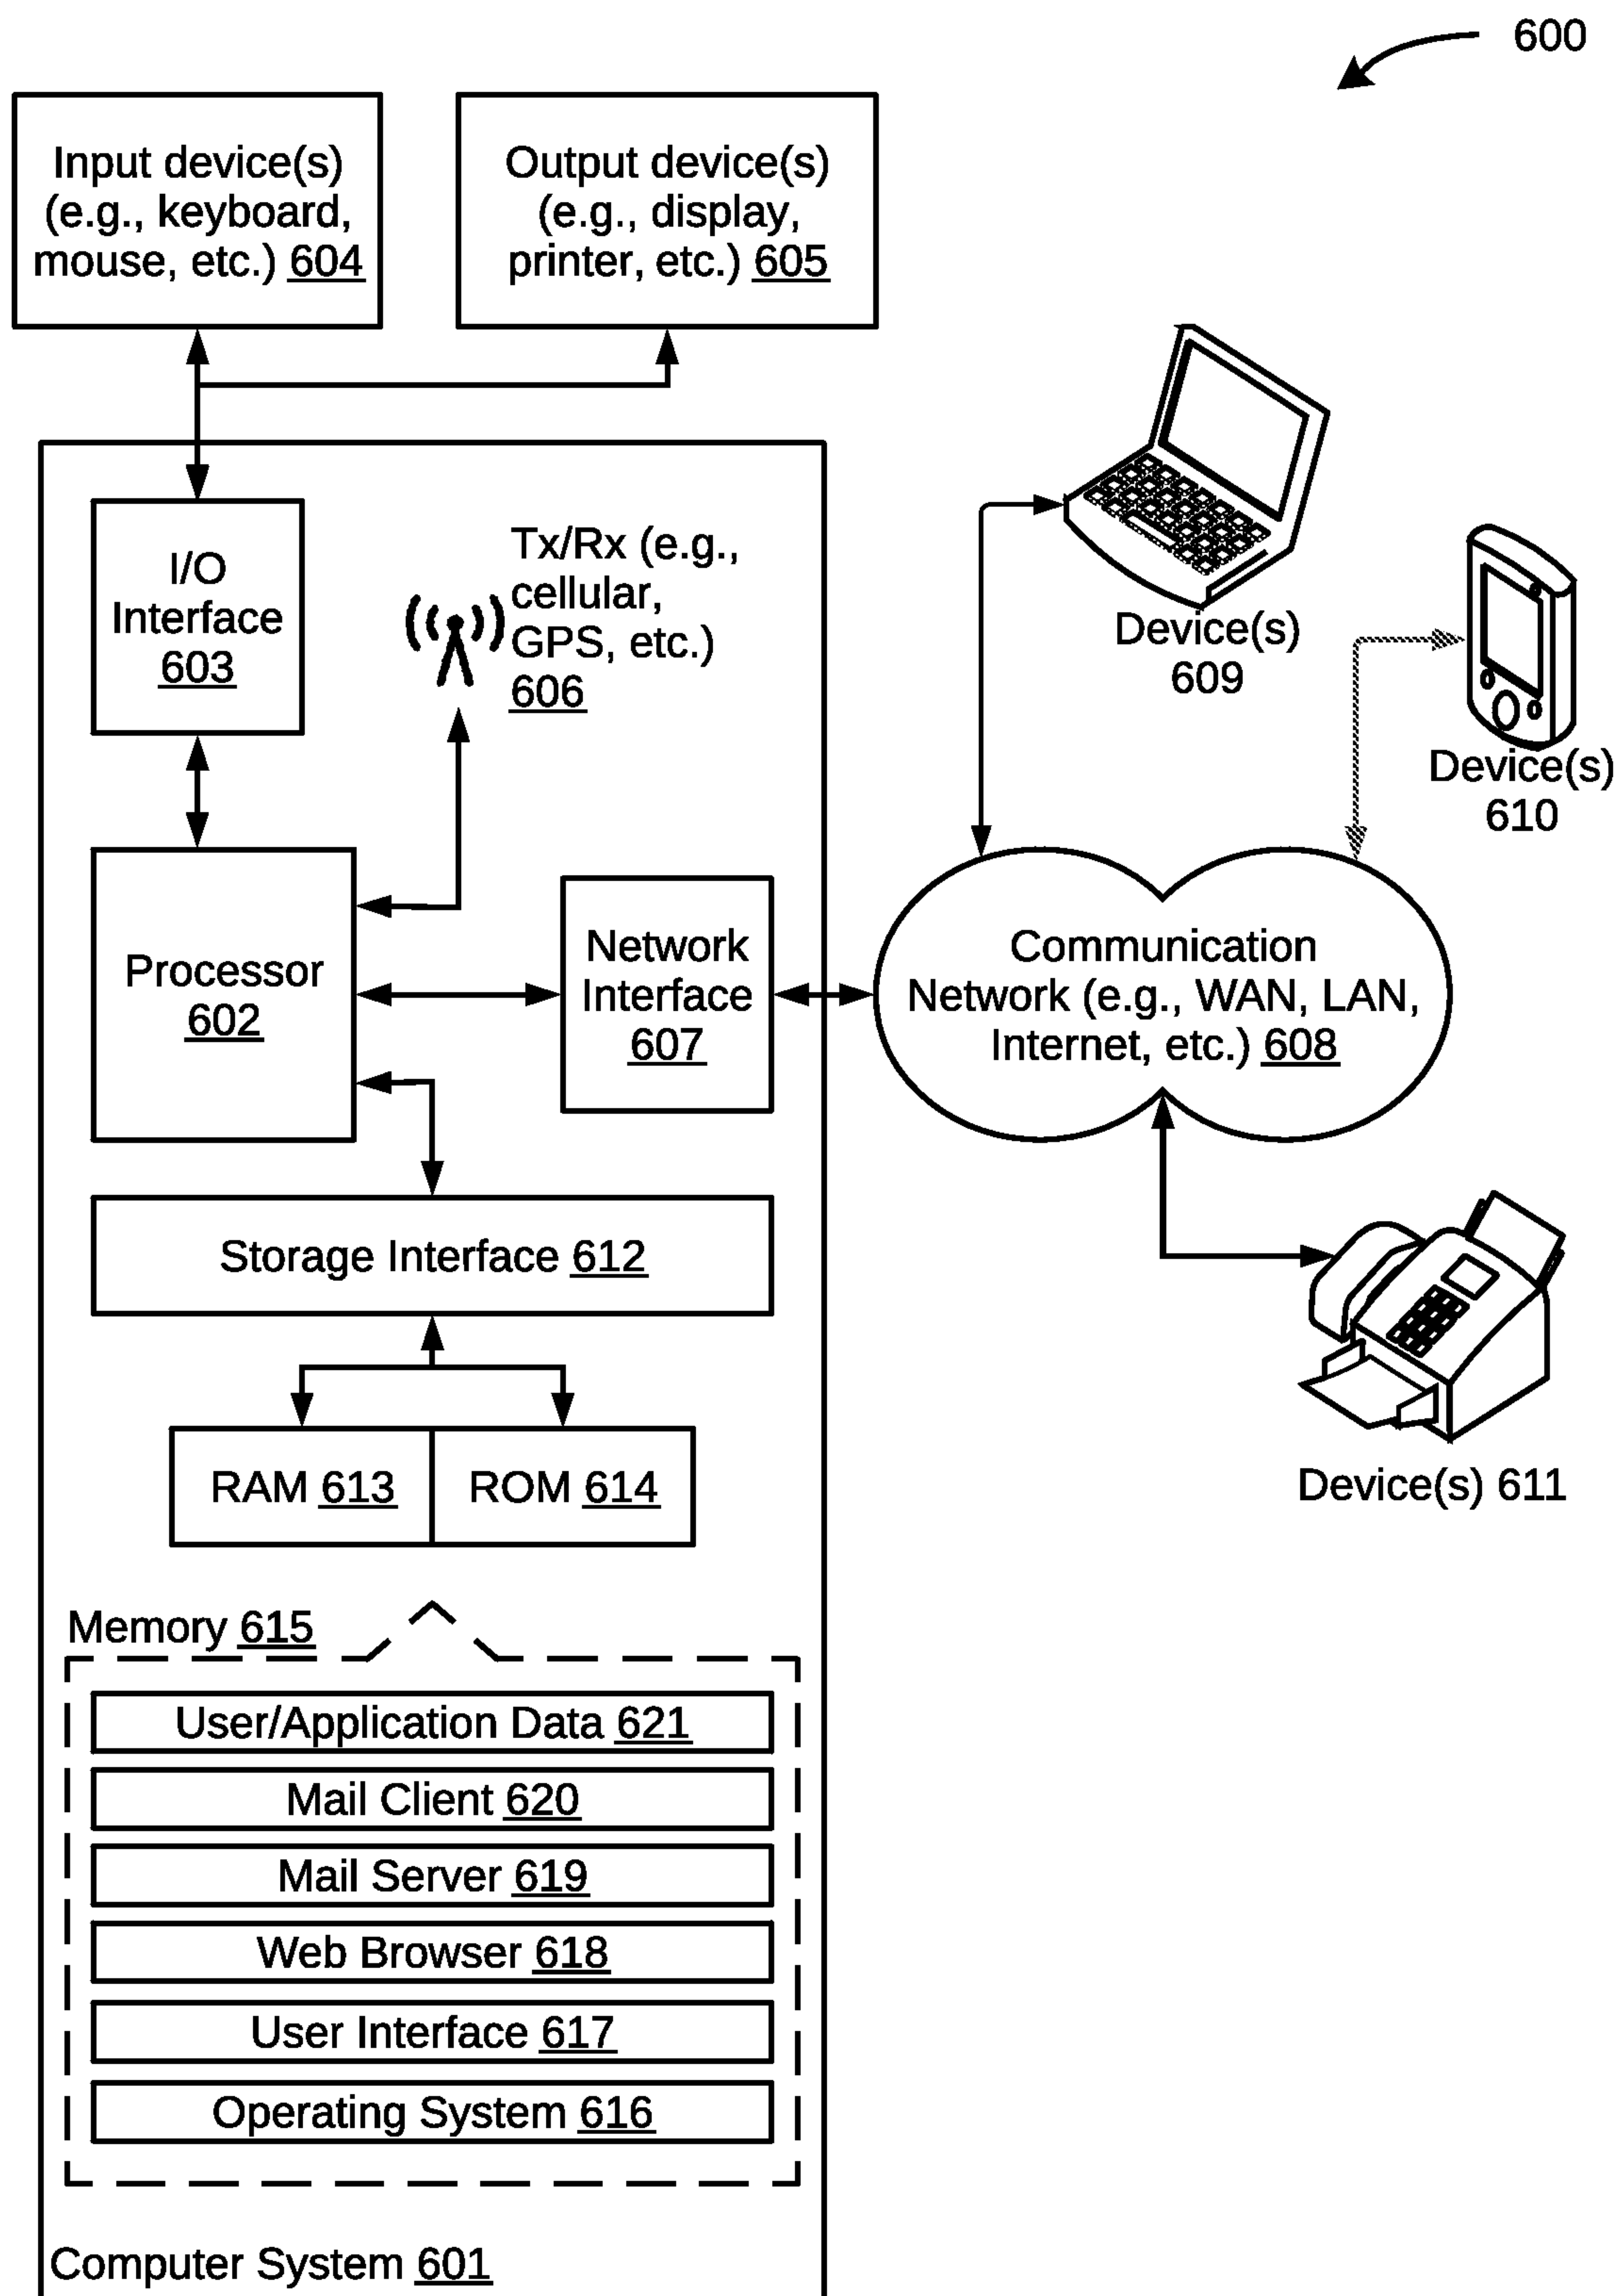 600
Input device(s)
(e.g., keyboard,
mouse, etc.) 604
Output device(s)
(e.g., display,
printer, etc.) 605
I/O
Interface
603
Tx/Rx (e.g.,
cellular,
GPS, etc.)
606
Device(s)
609
Device(s)
610
Processor
602
Network
Interface
607
Communication
Network (e.g., WAN, LAN,
Internet, etc.) 608
Storage Interface 612
RAM 613
ROM 614
Device(s) 611
Memory 615
User/Application Data 621
Mail Client 620
Mail Server 619
Web Browser 618
User Interface 617
Operating System 616
Computer System 601